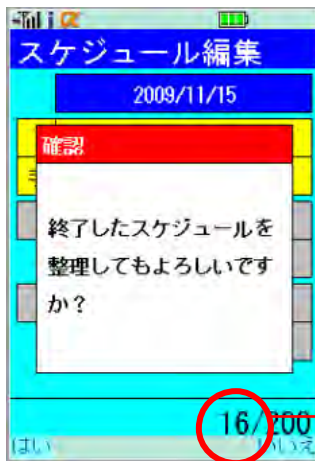 スケジュール編集
2009/11/15
確認
終了したスケジュールを
整理してもよろしいです
か?
16/200
はい いいえ